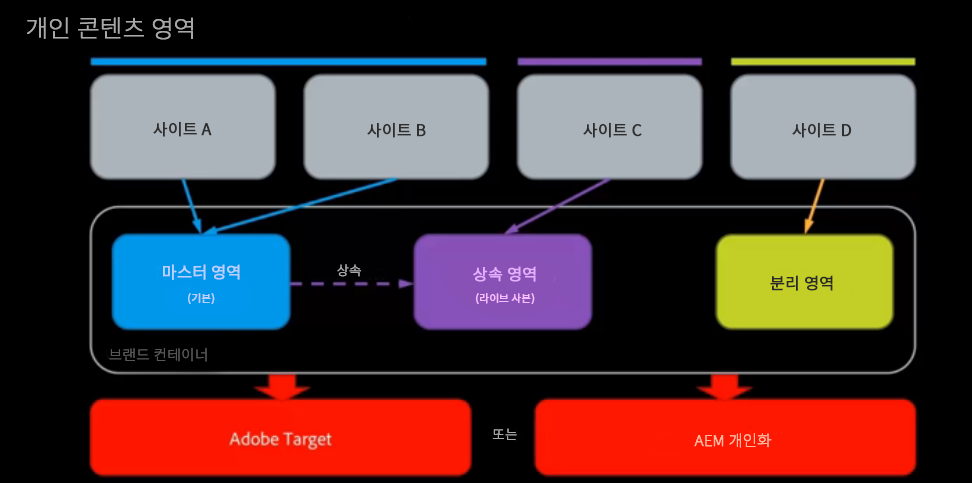 개인 콘텐츠 영역
사이트 A
사이트 B
사이트 C
사이트 D
마스터 영역
(기본)
상속
상속 영역
(라이브 사본)
분리 영역
브랜드 컨테이너
Adobe Target
또는
AEM 개인화